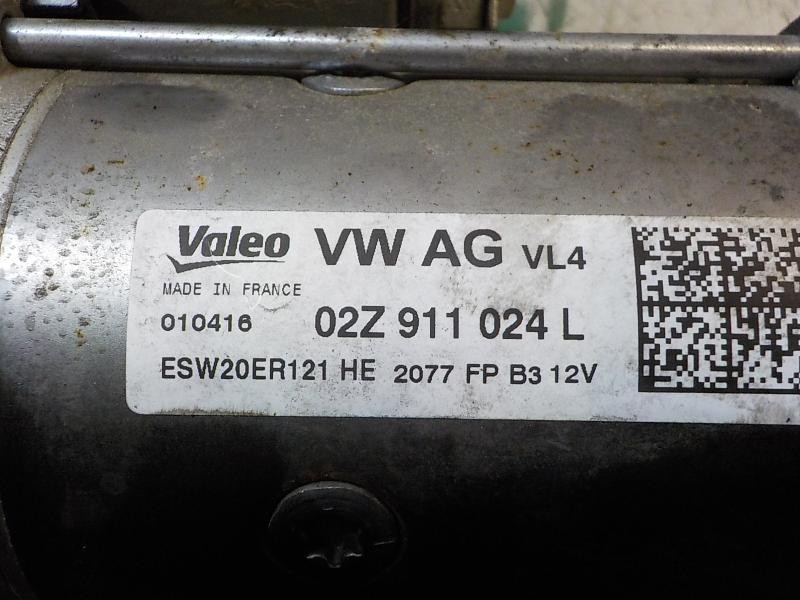 Valeo VW AG VL4
MADE IN FRANCE
010416 02Z 911 024 L
ESW20ER121 HE 2077 FP B3 12V